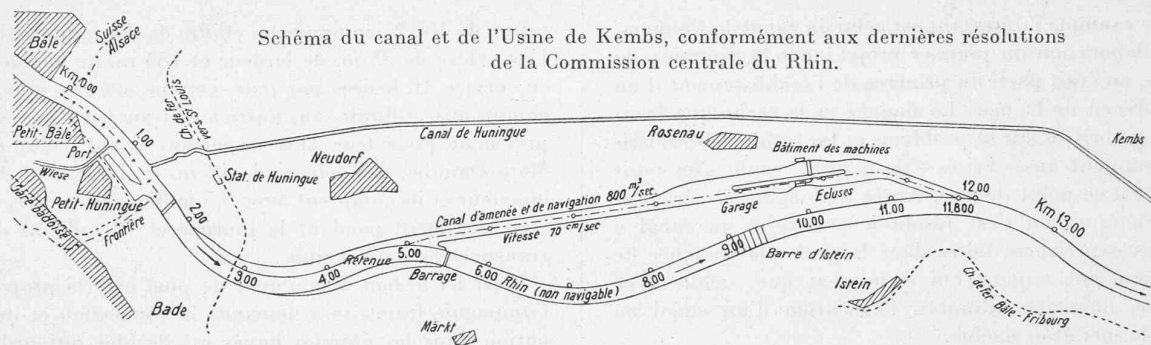 Schéma du canal et de l'Usine de Kembs, conformément aux dernières résolutions
de la Commission centrale du Rhin.
Bâle
Suisse
Alsace
Km 0,00
Petit-Bâle
Port
Wiese
Petit-Huningue
Gare badoise
Frontière
Bade
1,00
2,00
Ch. de fer vers St Louis
Stat. de Huningue
Neudorf
Canal de Huningue
Rosenau
Kembs
Bâtiment des machines
Canal d'amenée et de navigation 800 m³/sec
Vitesse 70 cm/sec
Garage
Ecluses
3,00
4,00
Retenue
5,00
Barrage
6,00
Rhin (non navigable)
8,00
9,00
10,00
11,00
11,800
12,00
Km 13,00
Barre d'Istein
Istein
Märkt
Ch. de fer Bâle-Fribourg